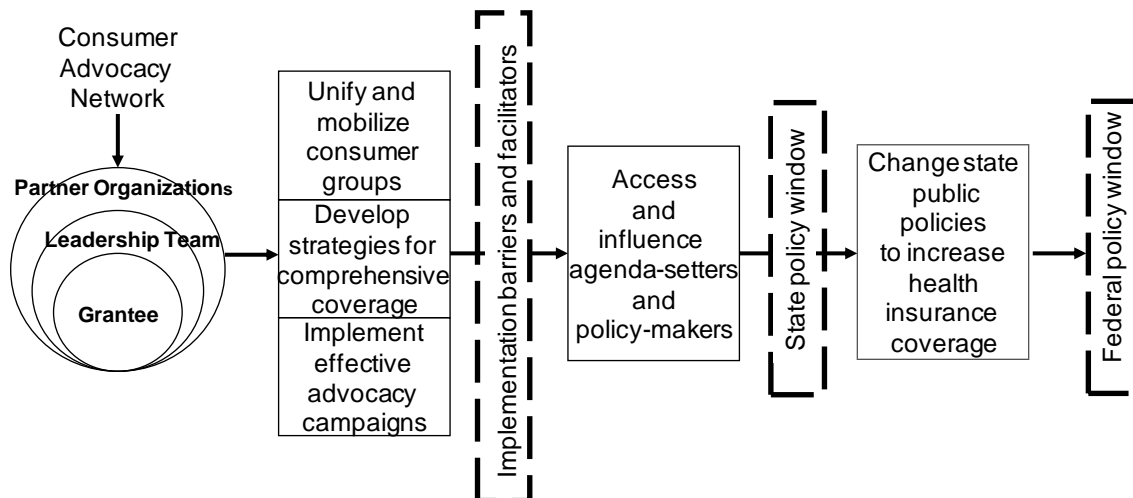 Consumer
Advocacy
Network
Partner Organizations
Leadership Team
Grantee
Unify and
mobilize
consumer
groups
Develop
strategies for
comprehensive
coverage
Implement
effective
advocacy
campaigns
Implementation barriers and facilitators
Access
and
influence
agenda-setters
and
policy-makers
State policy window
Change state
public
policies
to increase
health
insurance
coverage
Federal policy window